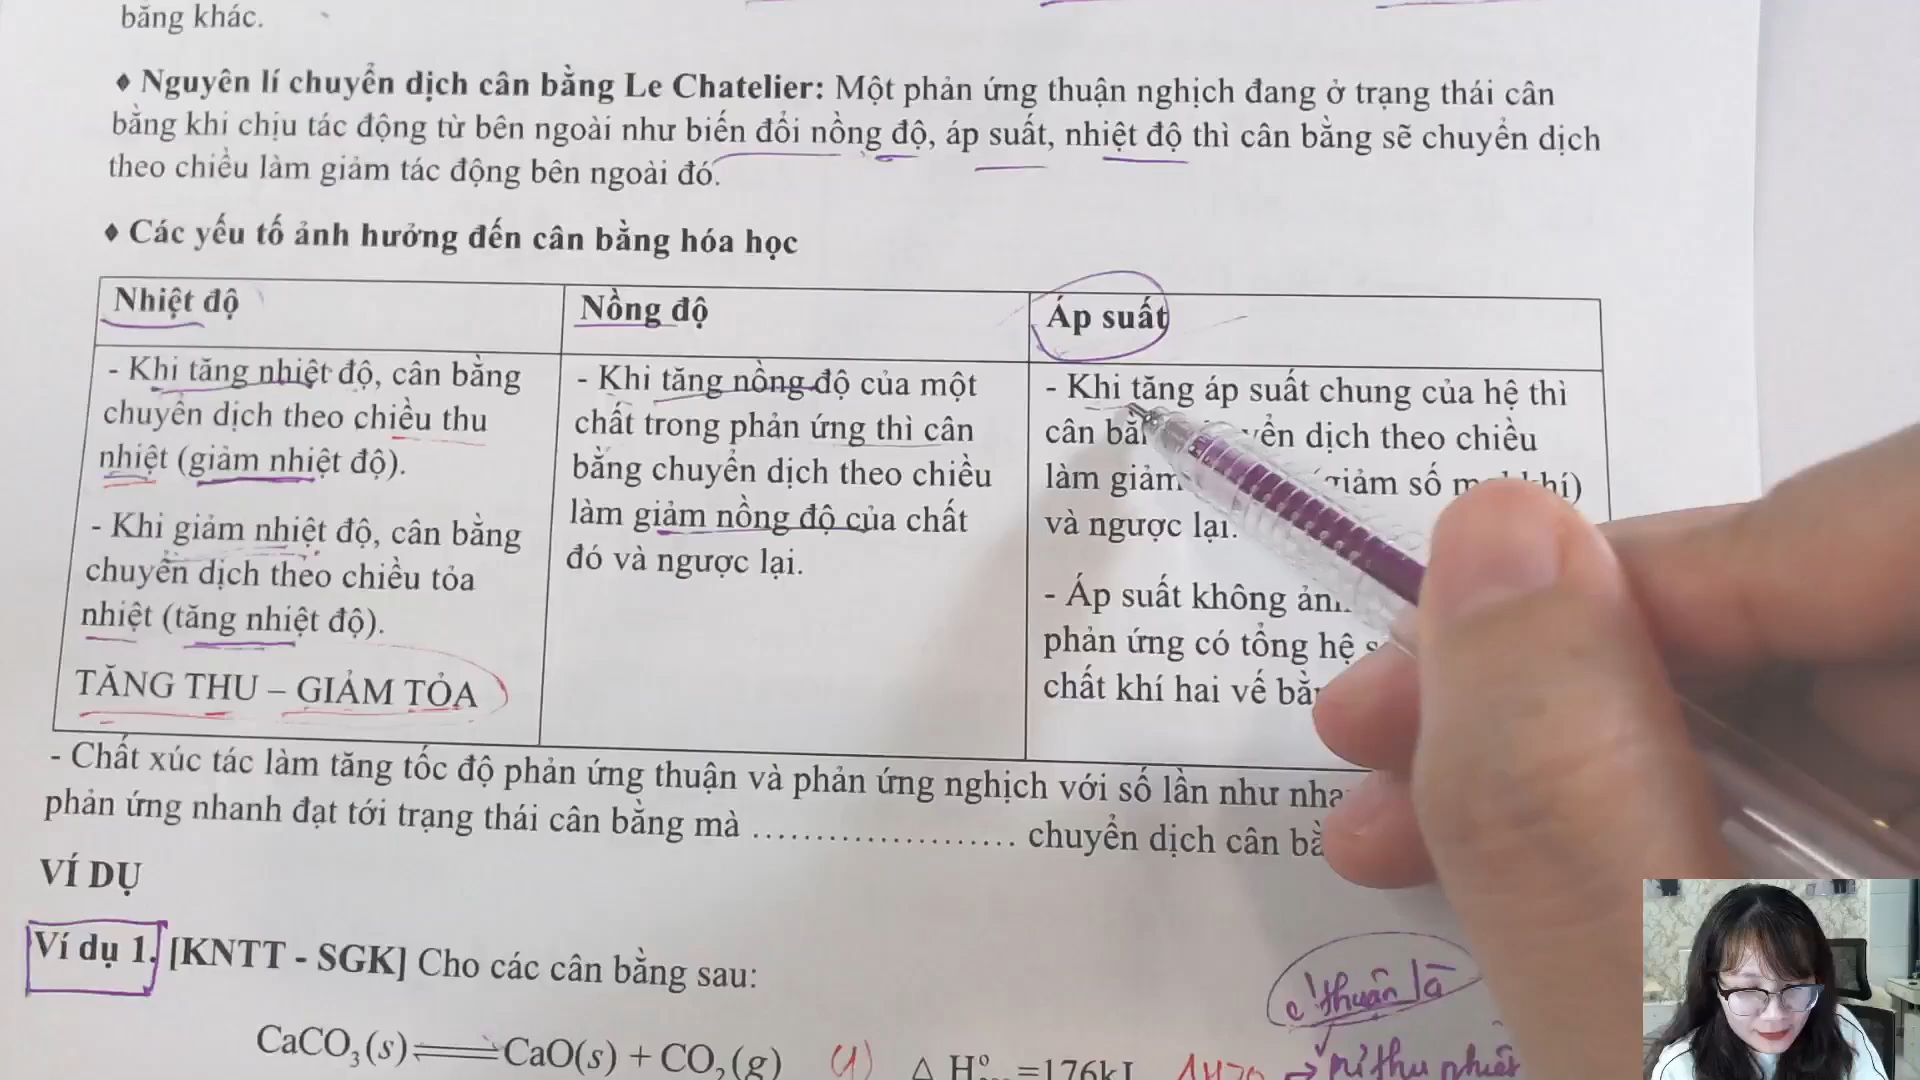 bằng khác.
♦ Nguyên lí chuyển dịch cân bằng Le Chatelier: Một phản ứng thuận nghịch đang ở trạng thái cân
bằng khi chịu tác động từ bên ngoài như biến đổi nồng độ, áp suất, nhiệt độ thì cân bằng sẽ chuyển dịch
theo chiều làm giảm tác động bên ngoài đó.
♦ Các yếu tố ảnh hưởng đến cân bằng hóa học
Nhiệt độ
- Khi tăng nhiệt độ, cân bằng
chuyển dịch theo chiều thu
nhiệt (giảm nhiệt độ).
- Khi giảm nhiệt độ, cân bằng
chuyển dịch theo chiều tỏa
nhiệt (tăng nhiệt độ).
TĂNG THU – GIẢM TỎA
Nồng độ
- Khi tăng nồng độ của một
chất trong phản ứng thì cân
bằng chuyển dịch theo chiều
làm giảm nồng độ của chất
đó và ngược lại.
Áp suất
- Khi tăng áp suất chung của hệ thì
cân dịch theo chiều
làm giảm giảm số
và ngược lại.
- Áp suất không
phản ứng có tổng hệ
chất khí hai vế
- Chất xúc tác làm tăng tốc độ phản ứng thuận và phản ứng nghịch với số lần như
phản ứng nhanh đạt tới trạng thái cân bằng mà ..................... chuyển dịch cân
VÍ DỤ
Ví dụ 1. [KNTT - SGK] Cho các cân bằng sau:
CaCO₃(s) ⇌ CaO(s) + CO₂(g) (1) Δ H° =176kJ
thuận là
thu nhiệt